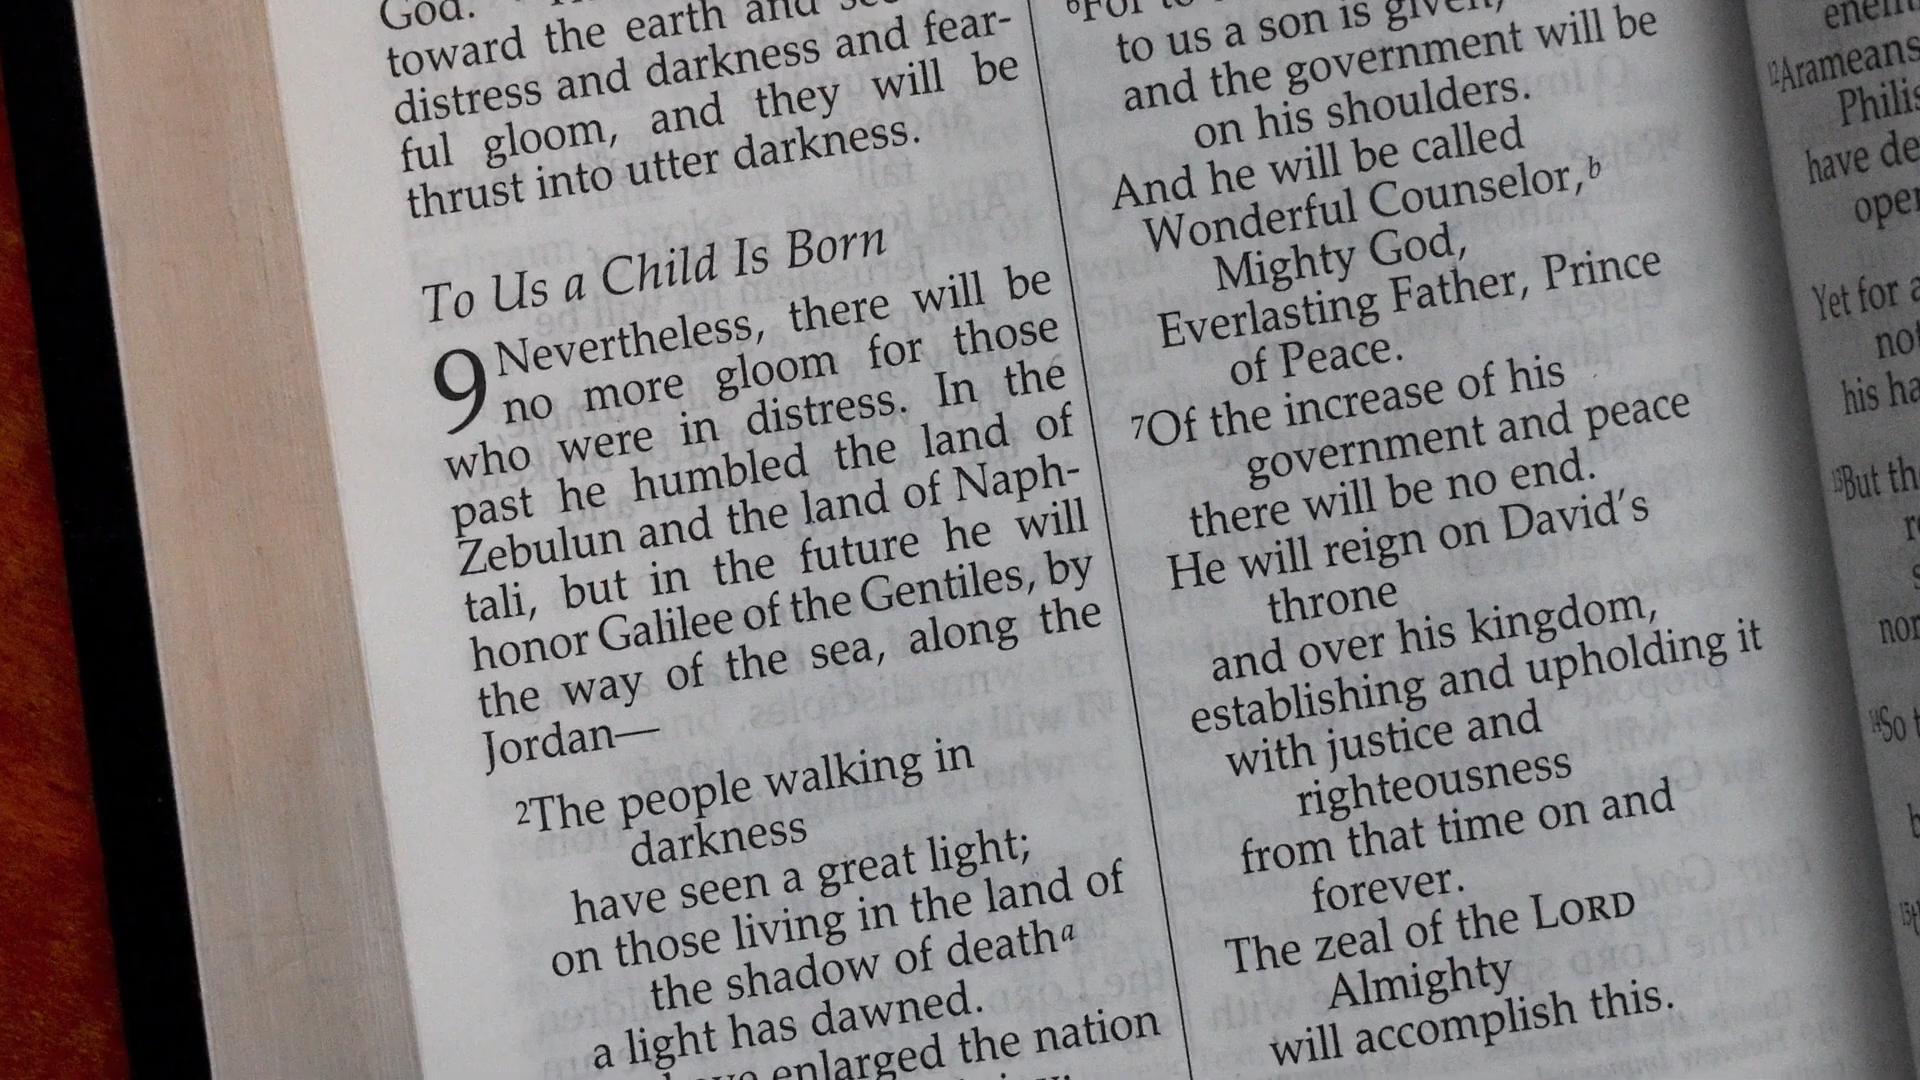 God.
toward the earth and
distress and darkness and fear-
ful gloom, and they will be
thrust into utter darkness.
To Us a Child Is Born
9 Nevertheless, there will be
no more gloom for those
who were in distress. In the
past he humbled the land of
Zebulun and the land of Naph-
tali, but in the future he will
honor Galilee of the Gentiles, by
the way of the sea, along the
Jordan—
2The people walking in
darkness
have seen a great light;
on those living in the land of
the shadow of deatha
a light has dawned.
enlarged the nation
6For to
to us a son is given,
and the government will be
on his shoulders.
And he will be called
Wonderful Counselor,b
Mighty God,
Everlasting Father, Prince
of Peace.
7Of the increase of his
government and peace
there will be no end.
He will reign on David's
throne
and over his kingdom,
establishing and upholding it
with justice and
righteousness
from that time on and
forever.
The zeal of the LORD
Almighty
will accomplish this.
12Arameans
Philis
have de
oper
Yet for a
not
his ha
13But th
nor
14So t